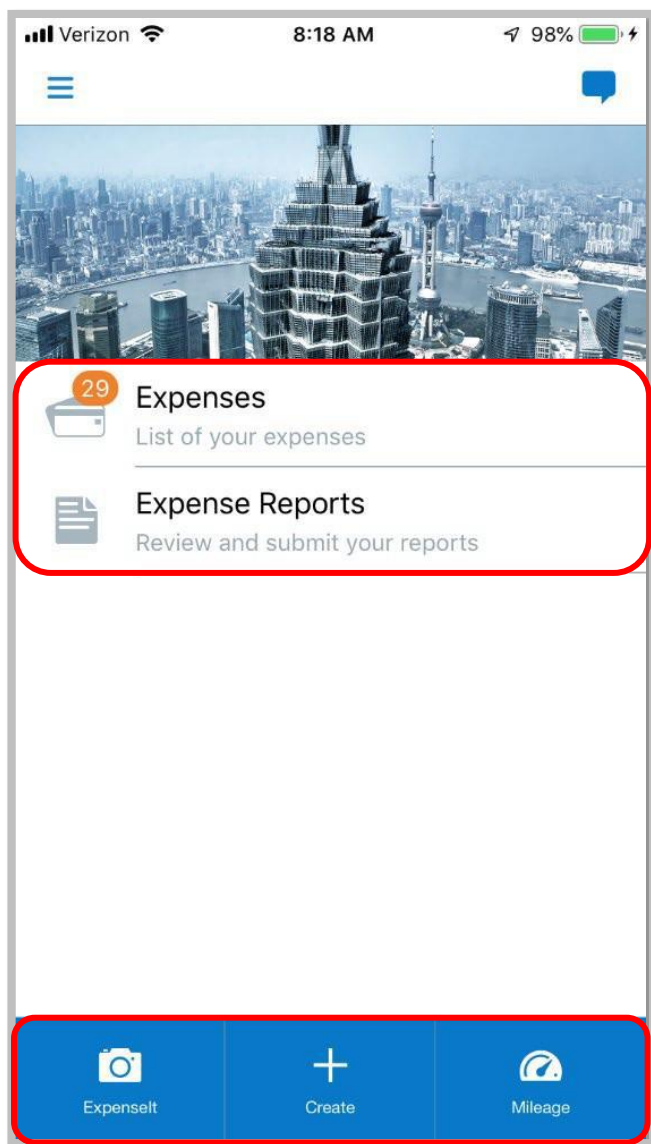 Verizon 8:18 AM 98%
29
Expenses
List of your expenses
Expense Reports
Review and submit your reports
ExpenseIt Create Mileage